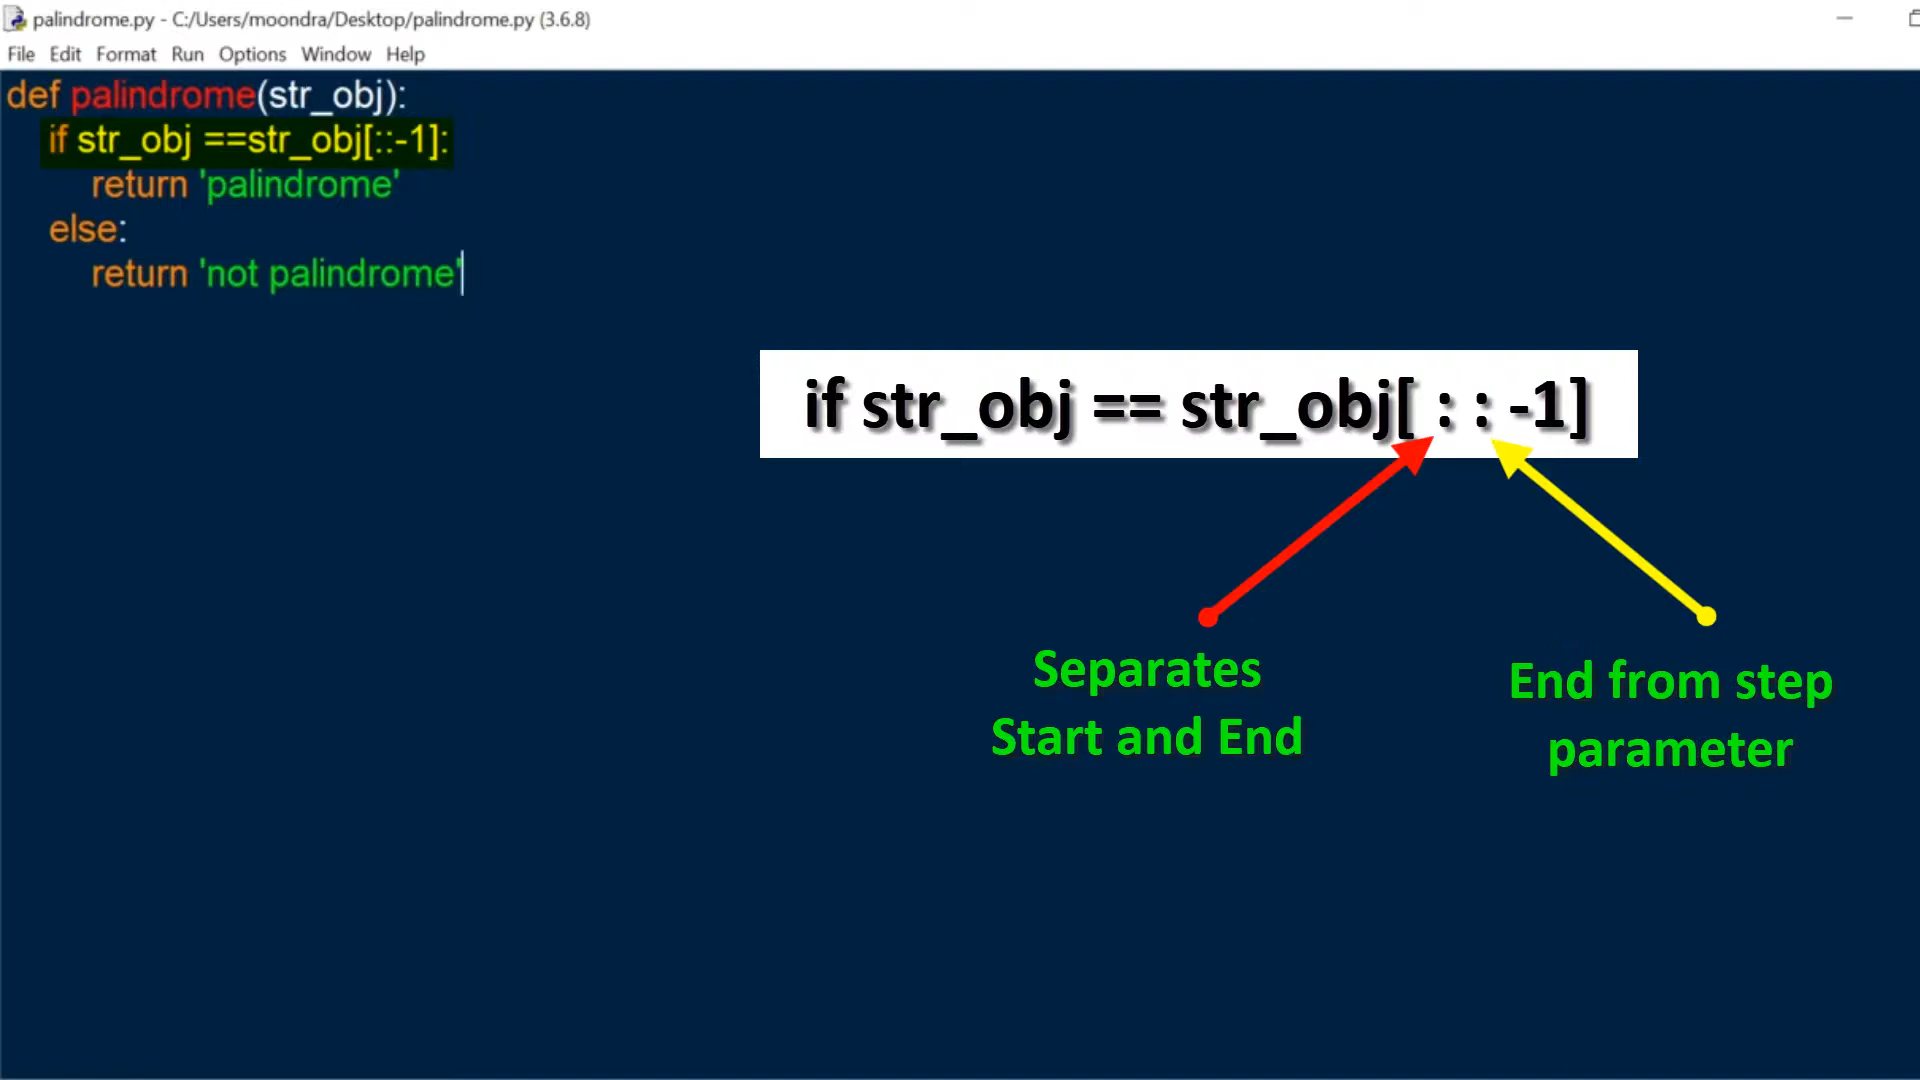 palindrome.py - C:/Users/moondra/Desktop/palindrome.py (3.6.8)
File Edit Format Run Options Window Help
def palindrome(str_obj):
if str_obj ==str_obj[::-1]:
return 'palindrome'
else:
return 'not palindrome'
if str_obj == str_obj[ : : -1]
Separates
Start and End
End from step
parameter